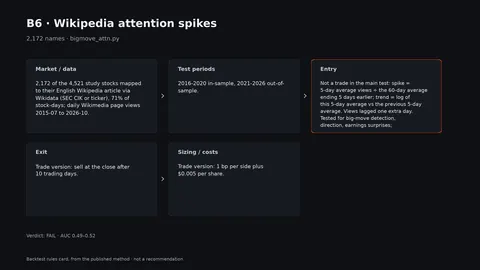 B6 · Wikipedia attention spikes
2,172 names · bigmove_attn.py
Market / data
2,172 of the 4,521 study stocks mapped
to their English Wikipedia article via
Wikidata (SEC CIK or ticker), 71% of
stock-days; daily Wikimedia page views
2015-07 to 2026-10.
Test periods
2016-2020 in-sample, 2021-2026 out-of-
sample.
Entry
Not a trade in the main test: spike =
5-day average views ÷ the 60-day average
ending 5 days earlier; trend = log of
this 5-day average vs the previous 5-day
average. Views lagged one extra day.
Tested for big-move detection,
direction, earnings surprises;
Exit
Trade version: sell at the close after
10 trading days.
Sizing / costs
Trade version: 1 bp per side plus
$0.005 per share.
Verdict: FAIL · AUC 0.49–0.52
Backtest rules card, from the published method · not a recommendation